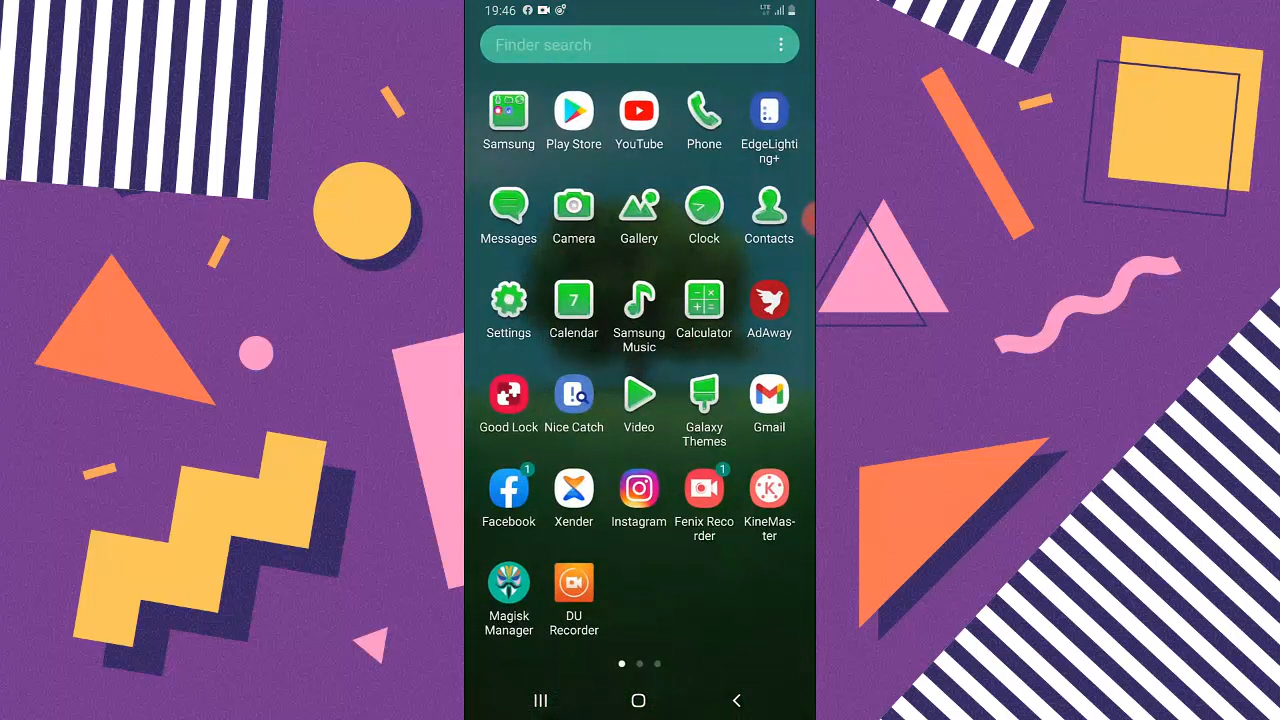 19:46
LTE
Finder search
Samsung
Play Store
YouTube
Phone
EdgeLighti
ng+
Messages
Camera
Gallery
Clock
Contacts
7
Settings
Calendar
Samsung
Music
Calculator
AdAway
Good Lock
Nice Catch
Video
Galaxy
Themes
Gmail
1
1
K
Facebook
Xender
Instagram
Fenix Reco
rder
KineMas-
ter
Magisk
Manager
DU
Recorder